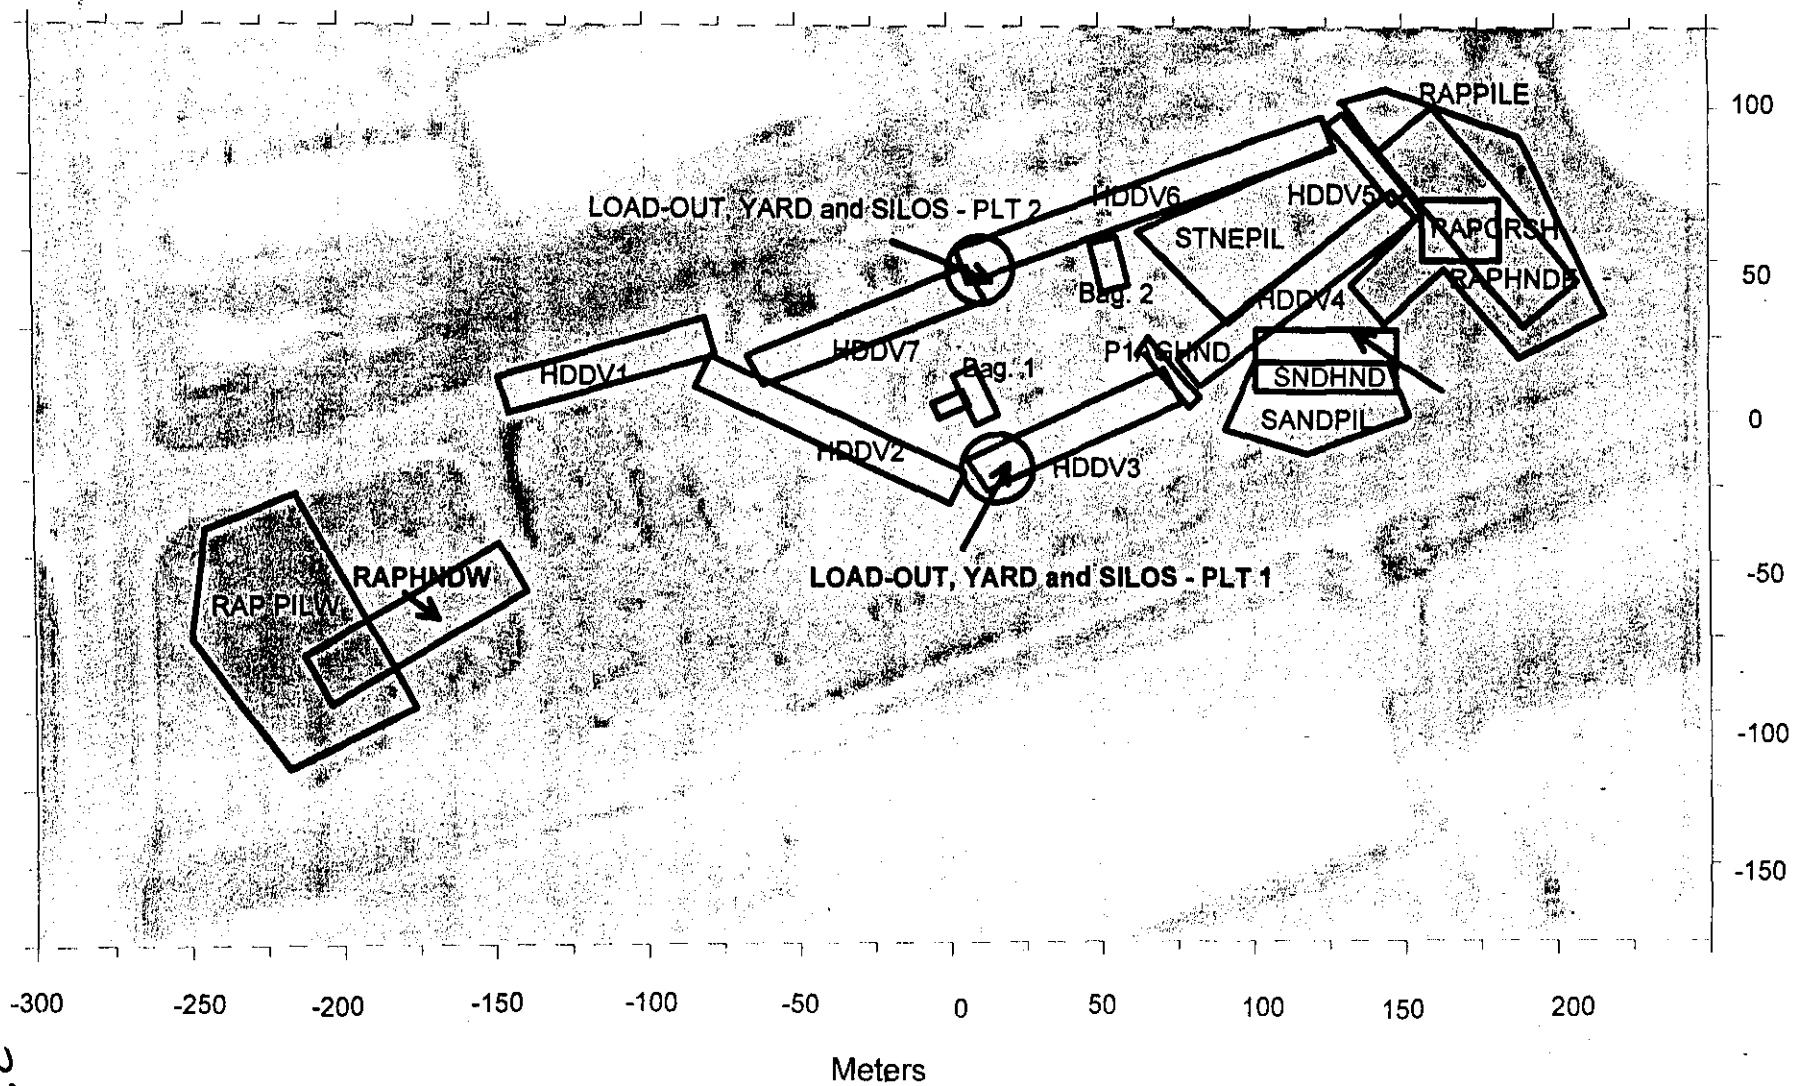 RAPPILE
100
HDDV6
HDDV5
LOAD-OUT, YARD and SILOS - PLT 2
STNEPIL
RAPCRSH
50
RAPHNDE
Bag. 2
HDDV4
HDDV7
P1AGHND
Bag. 1
HDDV1
SNDHND
SANDPIL
0
HDDV2
HDDV3
RAPHNDW
LOAD-OUT, YARD and SILOS - PLT 1
-50
RAP PILW
-100
-150
-300 -250 -200 -150 -100 -50 0 50 100 150 200
Meters